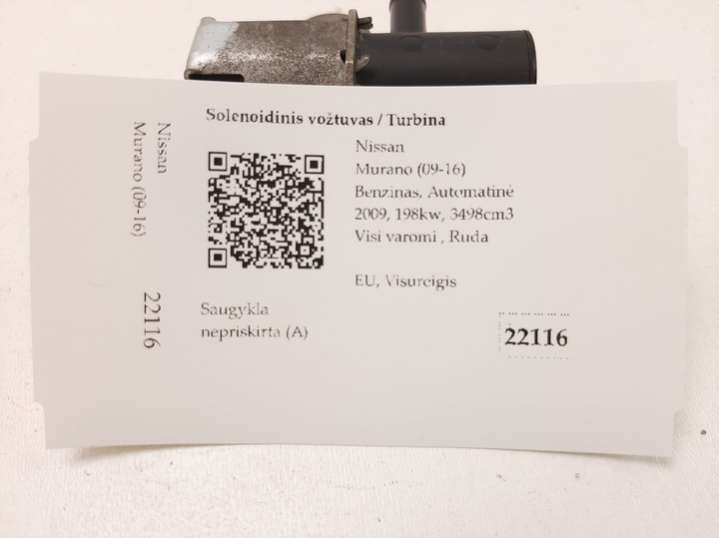 Solenoidinis vožtuvas / Turbina
Nissan
Murano (09-16)
Benzinas, Automatinė
2009, 198kw, 3498cm3
Visi varomi , Ruda
EU, Visureigis
Saugykla
nepriskirta (A)
22116
Nissan
Murano (09-16)
22116